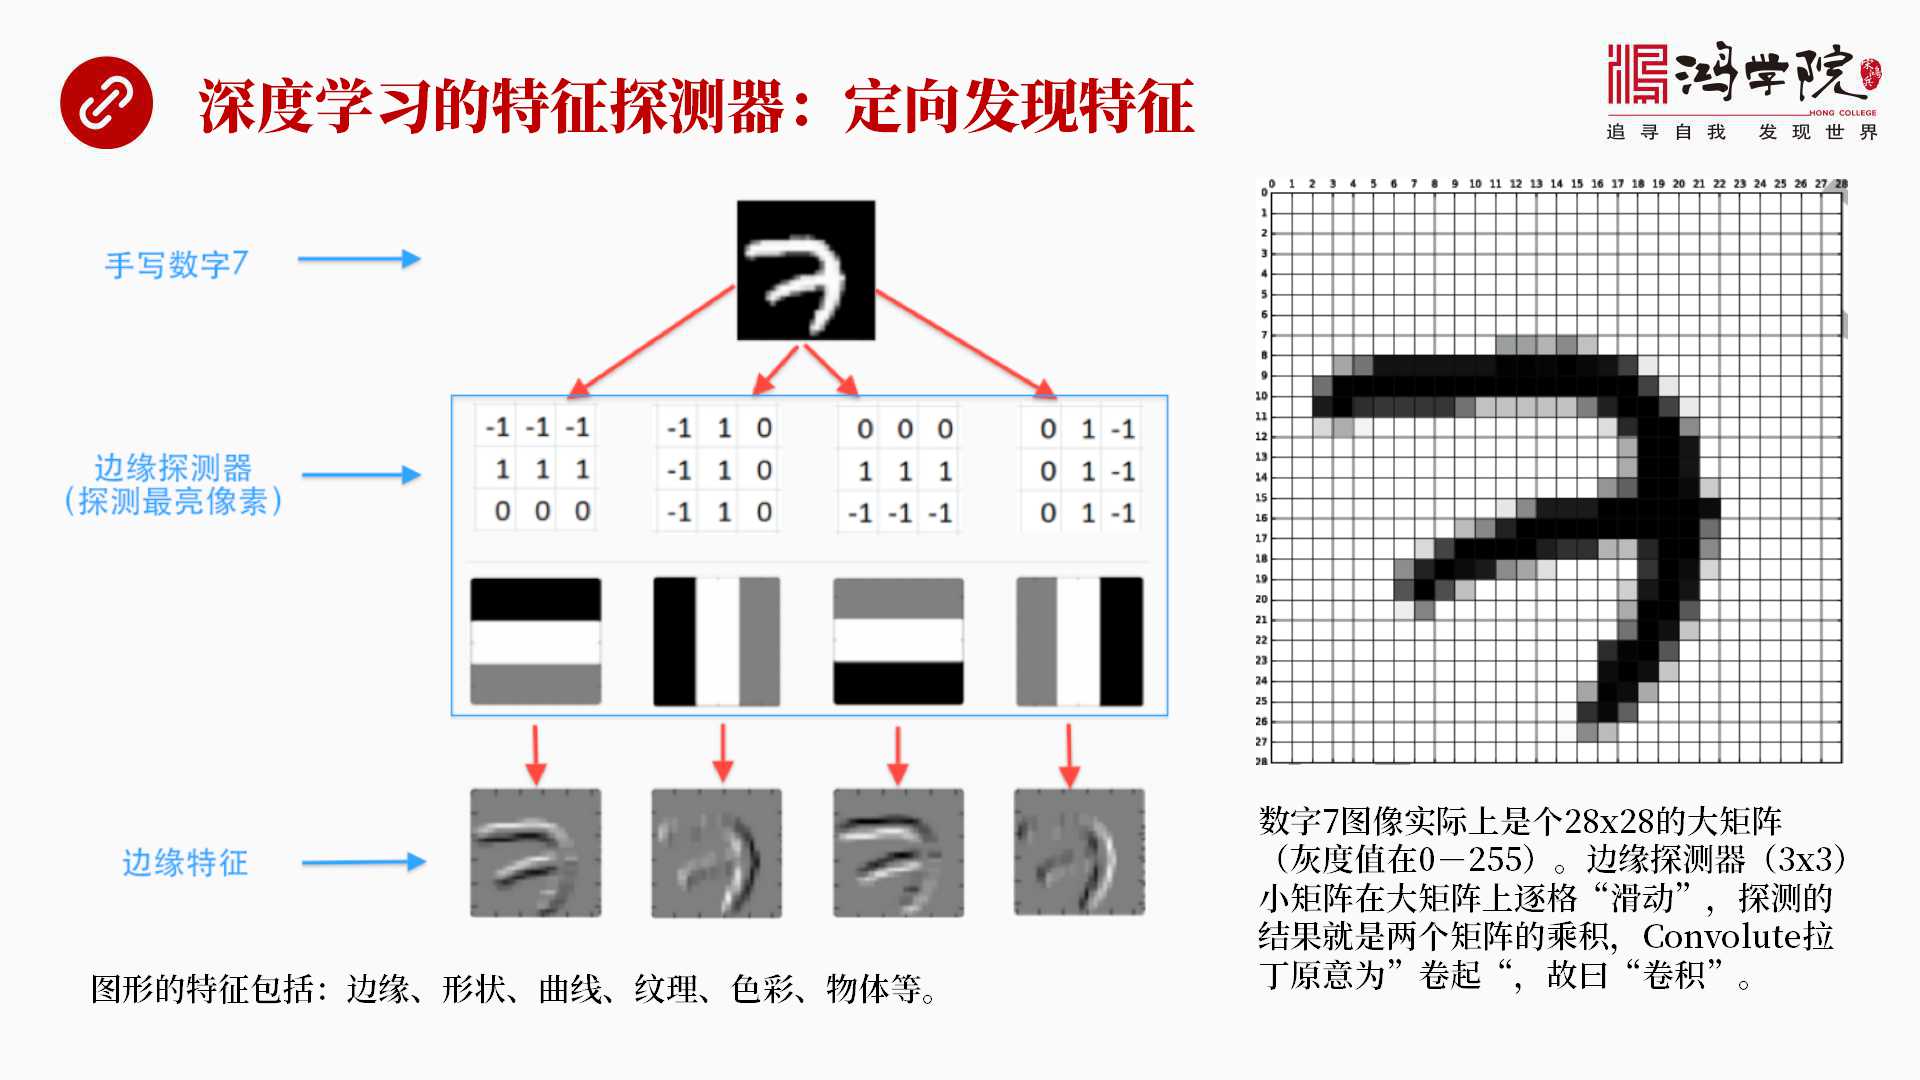 深度学习的特征探测器：定向发现特征
鸿学院
HONG COLLEGE
追寻自我 发现世界
手写数字7
边缘探测器
（探测最亮像素）
-1 -1 -1
1 1 1
0 0 0
-1 1 0
-1 1 0
-1 1 0
0 0 0
1 1 1
-1 -1 -1
0 1 -1
0 1 -1
0 1 -1
边缘特征
图形的特征包括：边缘、形状、曲线、纹理、色彩、物体等。
0 1 2 3 4 5 6 7 8 9 10 11 12 13 14 15 16 17 18 19 20 21 22 23 24 25 26 27 28
0
1
2
3
4
5
6
7
8
9
10
11
12
13
14
15
16
17
18
19
20
21
22
23
24
25
26
27
28
数字7图像实际上是个28x28的大矩阵
（灰度值在0－255）。边缘探测器（3x3）
小矩阵在大矩阵上逐格“滑动”，探测的
结果就是两个矩阵的乘积，Convolute拉
丁原意为”卷起“，故曰“卷积”。